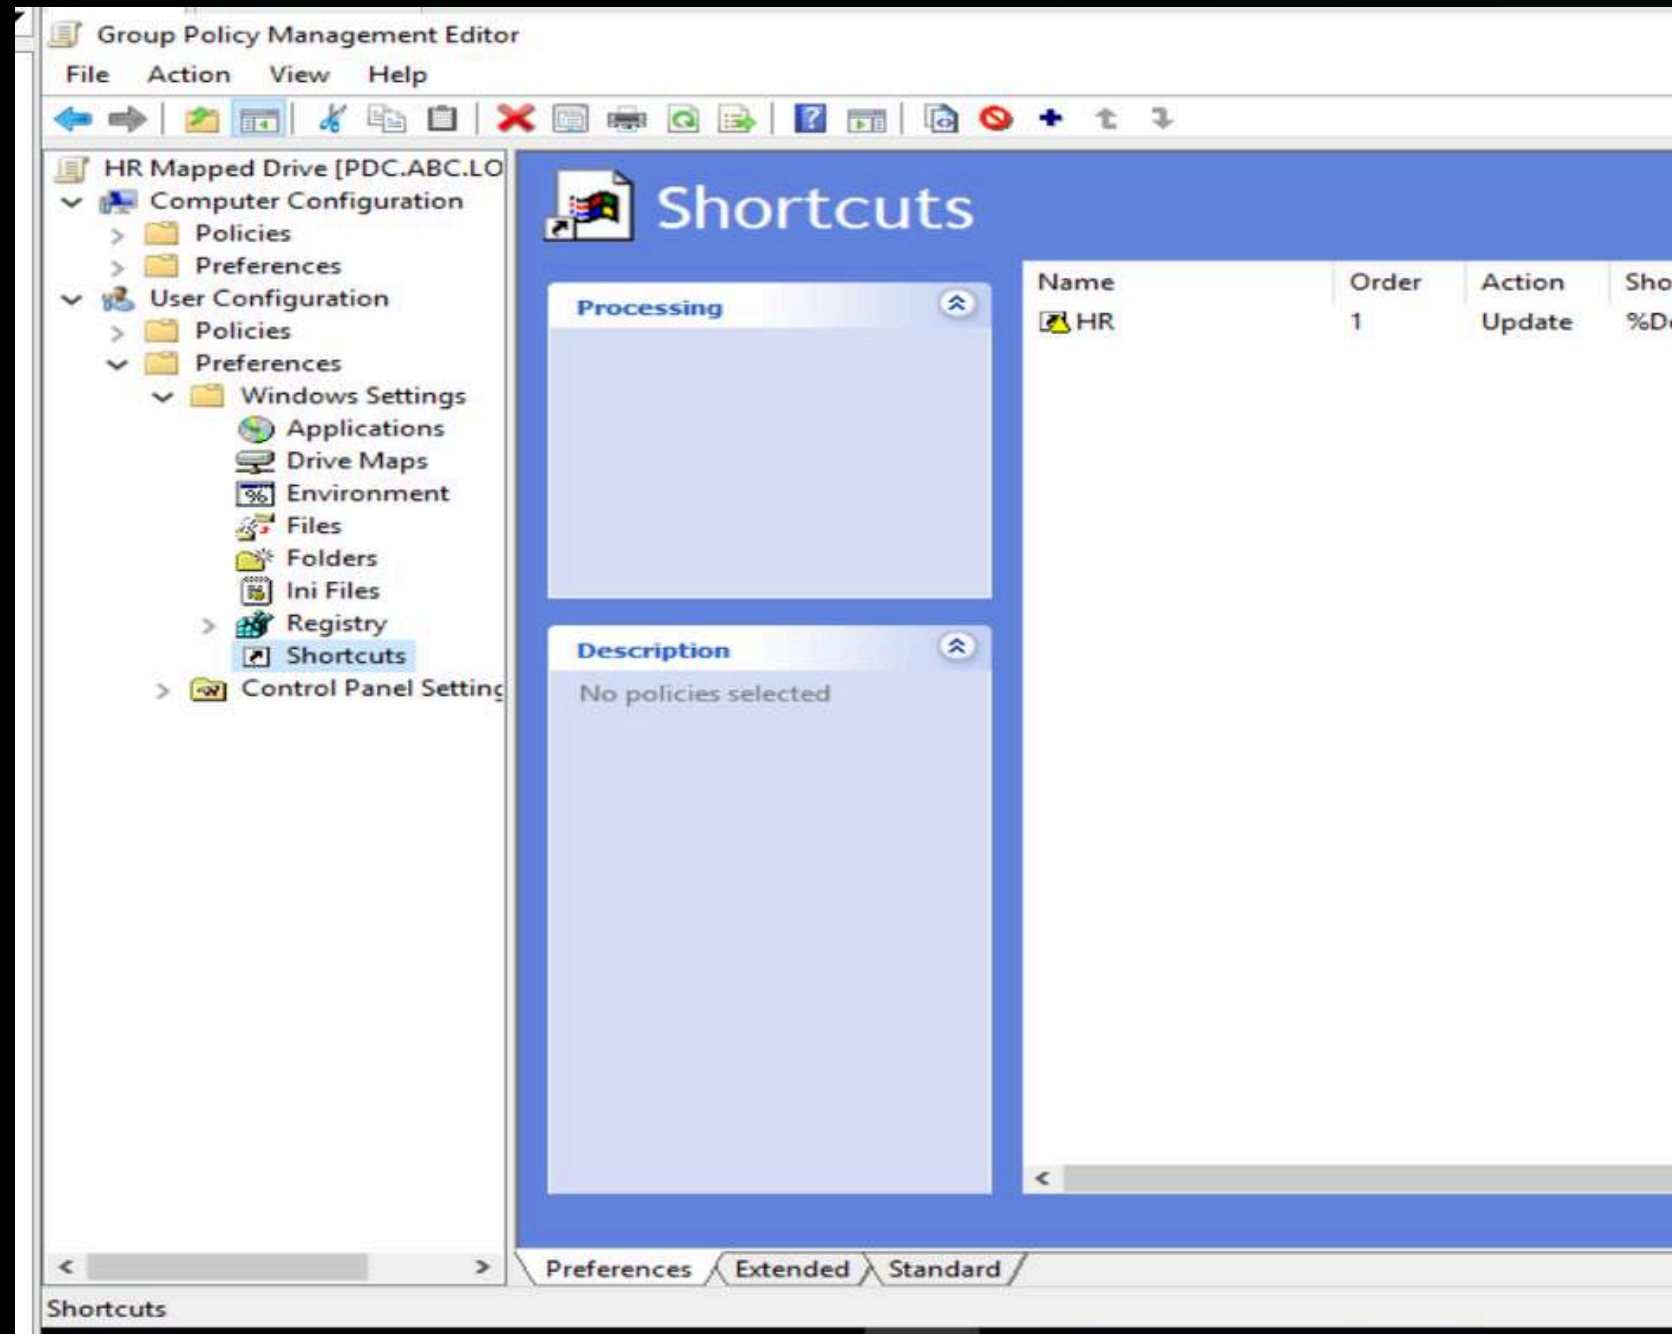 Group Policy Management Editor
File Action View Help
HR Mapped Drive [PDC.ABC.LO
Computer Configuration
Policies
Preferences
User Configuration
Policies
Preferences
Windows Settings
Applications
Drive Maps
Environment
Files
Folders
Ini Files
Registry
Shortcuts
Control Panel Setting
Shortcuts
Processing
Description
No policies selected
Name Order Action Sho
HR 1 Update %De
Preferences Extended Standard
Shortcuts